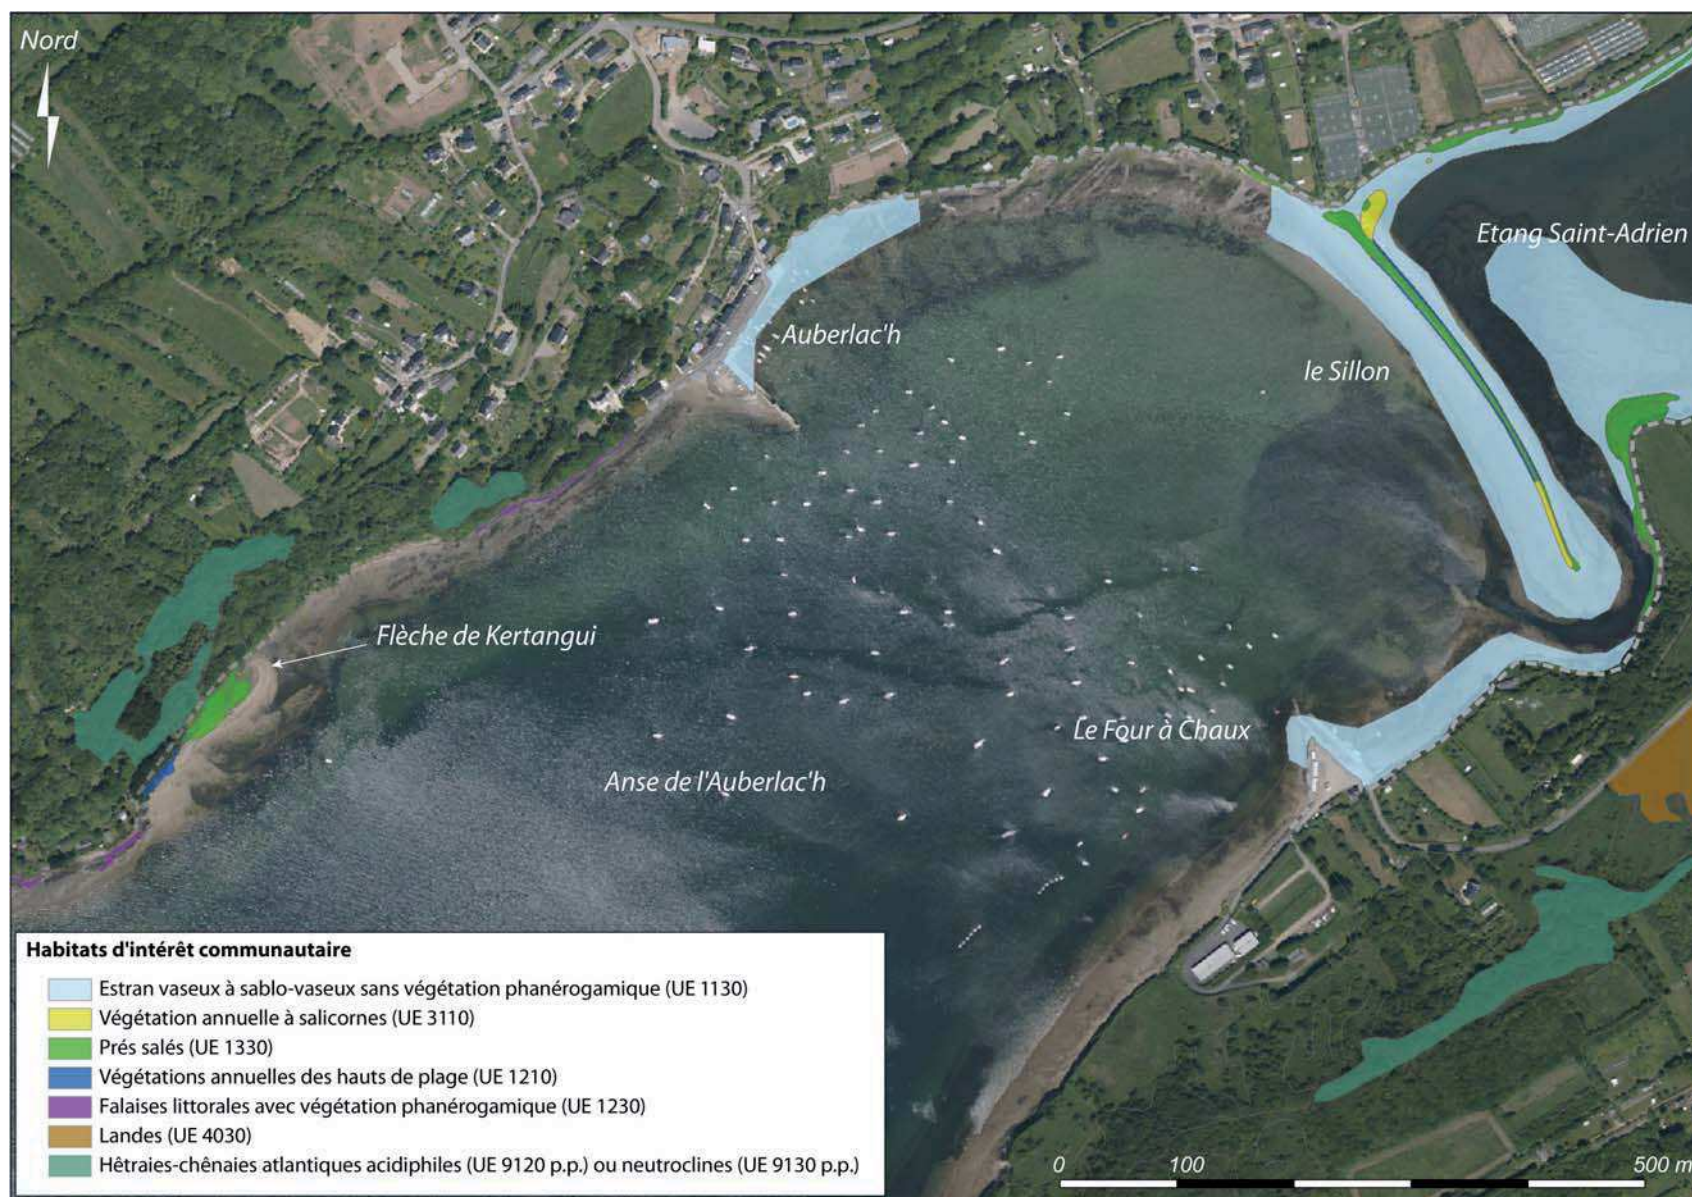 Nord
Etang Saint-Adrien
Auberlac'h
le Sillon
Flèche de Kertangui
Le Four à Chaux
Anse de l'Auberlac'h
Habitats d'intérêt communautaire
Estran vaseux à sablo-vaseux sans végétation phanérogamique (UE 1130)
Végétation annuelle à salicornes (UE 3110)
Prés salés (UE 1330)
Végétations annuelles des hauts de plage (UE 1210)
Falaises littorales avec végétation phanérogamique (UE 1230)
Landes (UE 4030)
Hêtraies-chênaies atlantiques acidiphiles (UE 9120 p.p.) ou neutroclines (UE 9130 p.p.)
0 100 500 m